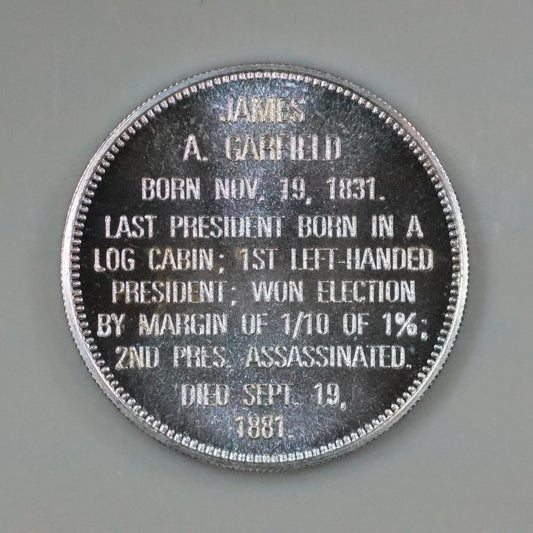 JAMES
A. GARFIELD
BORN NOV. 19, 1831.
LAST PRESIDENT BORN IN A
LOG CABIN; 1ST LEFT-HANDED
PRESIDENT; WON ELECTION
BY MARGIN OF 1/10 OF 1%;
2ND PRES. ASSASSINATED.
DIED SEPT. 19,
1881.